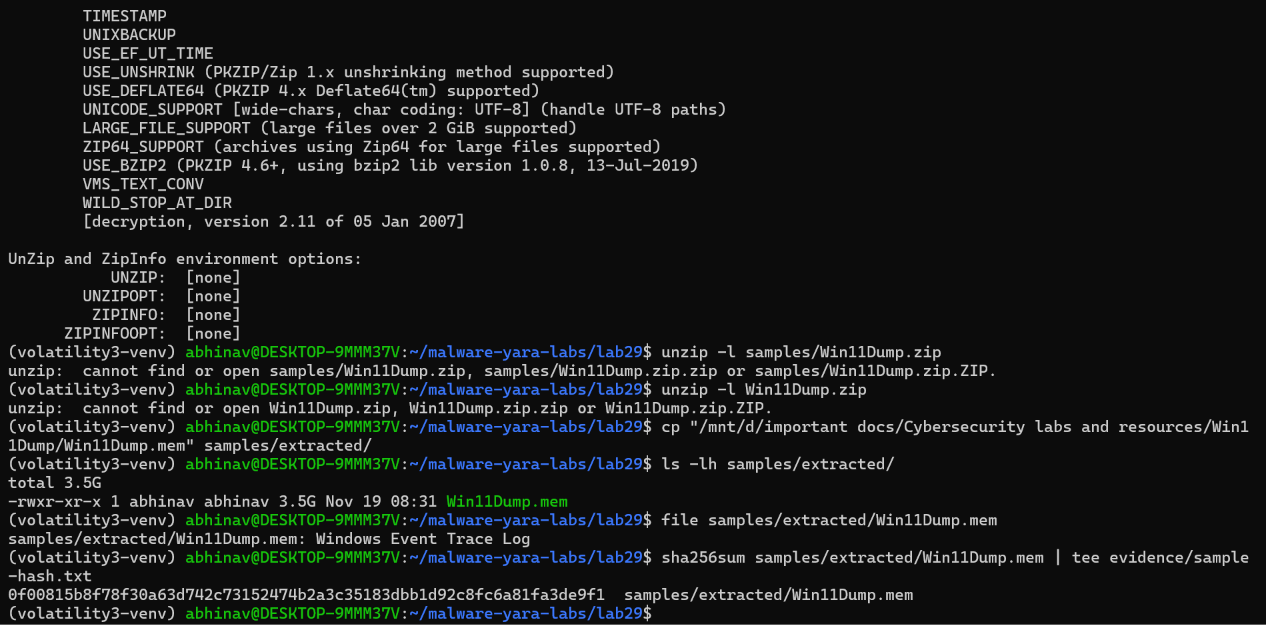 TIMESTAMP
UNIXBACKUP
USE_EF_UT_TIME
USE_UNSHRINK (PKZIP/Zip 1.x unshrinking method supported)
USE_DEFLATE64 (PKZIP 4.x Deflate64(tm) supported)
UNICODE_SUPPORT [wide-chars, char coding: UTF-8] (handle UTF-8 paths)
LARGE_FILE_SUPPORT (large files over 2 GiB supported)
ZIP64_SUPPORT (archives using Zip64 for large files supported)
USE_BZIP2 (PKZIP 4.6+, using bzip2 lib version 1.0.8, 13-Jul-2019)
VMS_TEXT_CONV
WILD_STOP_AT_DIR
[decryption, version 2.11 of 05 Jan 2007]
UnZip and ZipInfo environment options:
UNZIP:  [none]
UNZIPOPT:  [none]
ZIPINFO:  [none]
ZIPINFOOPT:  [none]
(volatility3-venv) abhinav@DESKTOP-9MMM37V:~/malware-yara-labs/lab29$ unzip -l samples/Win11Dump.zip
unzip:  cannot find or open samples/Win11Dump.zip, samples/Win11Dump.zip.zip or samples/Win11Dump.zip.ZIP.
(volatility3-venv) abhinav@DESKTOP-9MMM37V:~/malware-yara-labs/lab29$ unzip -l Win11Dump.zip
unzip:  cannot find or open Win11Dump.zip, Win11Dump.zip.zip or Win11Dump.zip.ZIP.
(volatility3-venv) abhinav@DESKTOP-9MMM37V:~/malware-yara-labs/lab29$ cp "/mnt/d/important docs/Cybersecurity labs and resources/Win1
1Dump/Win11Dump.mem" samples/extracted/
(volatility3-venv) abhinav@DESKTOP-9MMM37V:~/malware-yara-labs/lab29$ ls -lh samples/extracted/
total 3.5G
-rwxr-xr-x 1 abhinav abhinav 3.5G Nov 19 08:31 Win11Dump.mem
(volatility3-venv) abhinav@DESKTOP-9MMM37V:~/malware-yara-labs/lab29$ file samples/extracted/Win11Dump.mem
samples/extracted/Win11Dump.mem: Windows Event Trace Log
(volatility3-venv) abhinav@DESKTOP-9MMM37V:~/malware-yara-labs/lab29$ sha256sum samples/extracted/Win11Dump.mem | tee evidence/sample
-hash.txt
0f00815b8f78f30a63d742c73152474b2a3c35183dbb1d92c8fc6a81fa3de9f1  samples/extracted/Win11Dump.mem
(volatility3-venv) abhinav@DESKTOP-9MMM37V:~/malware-yara-labs/lab29$